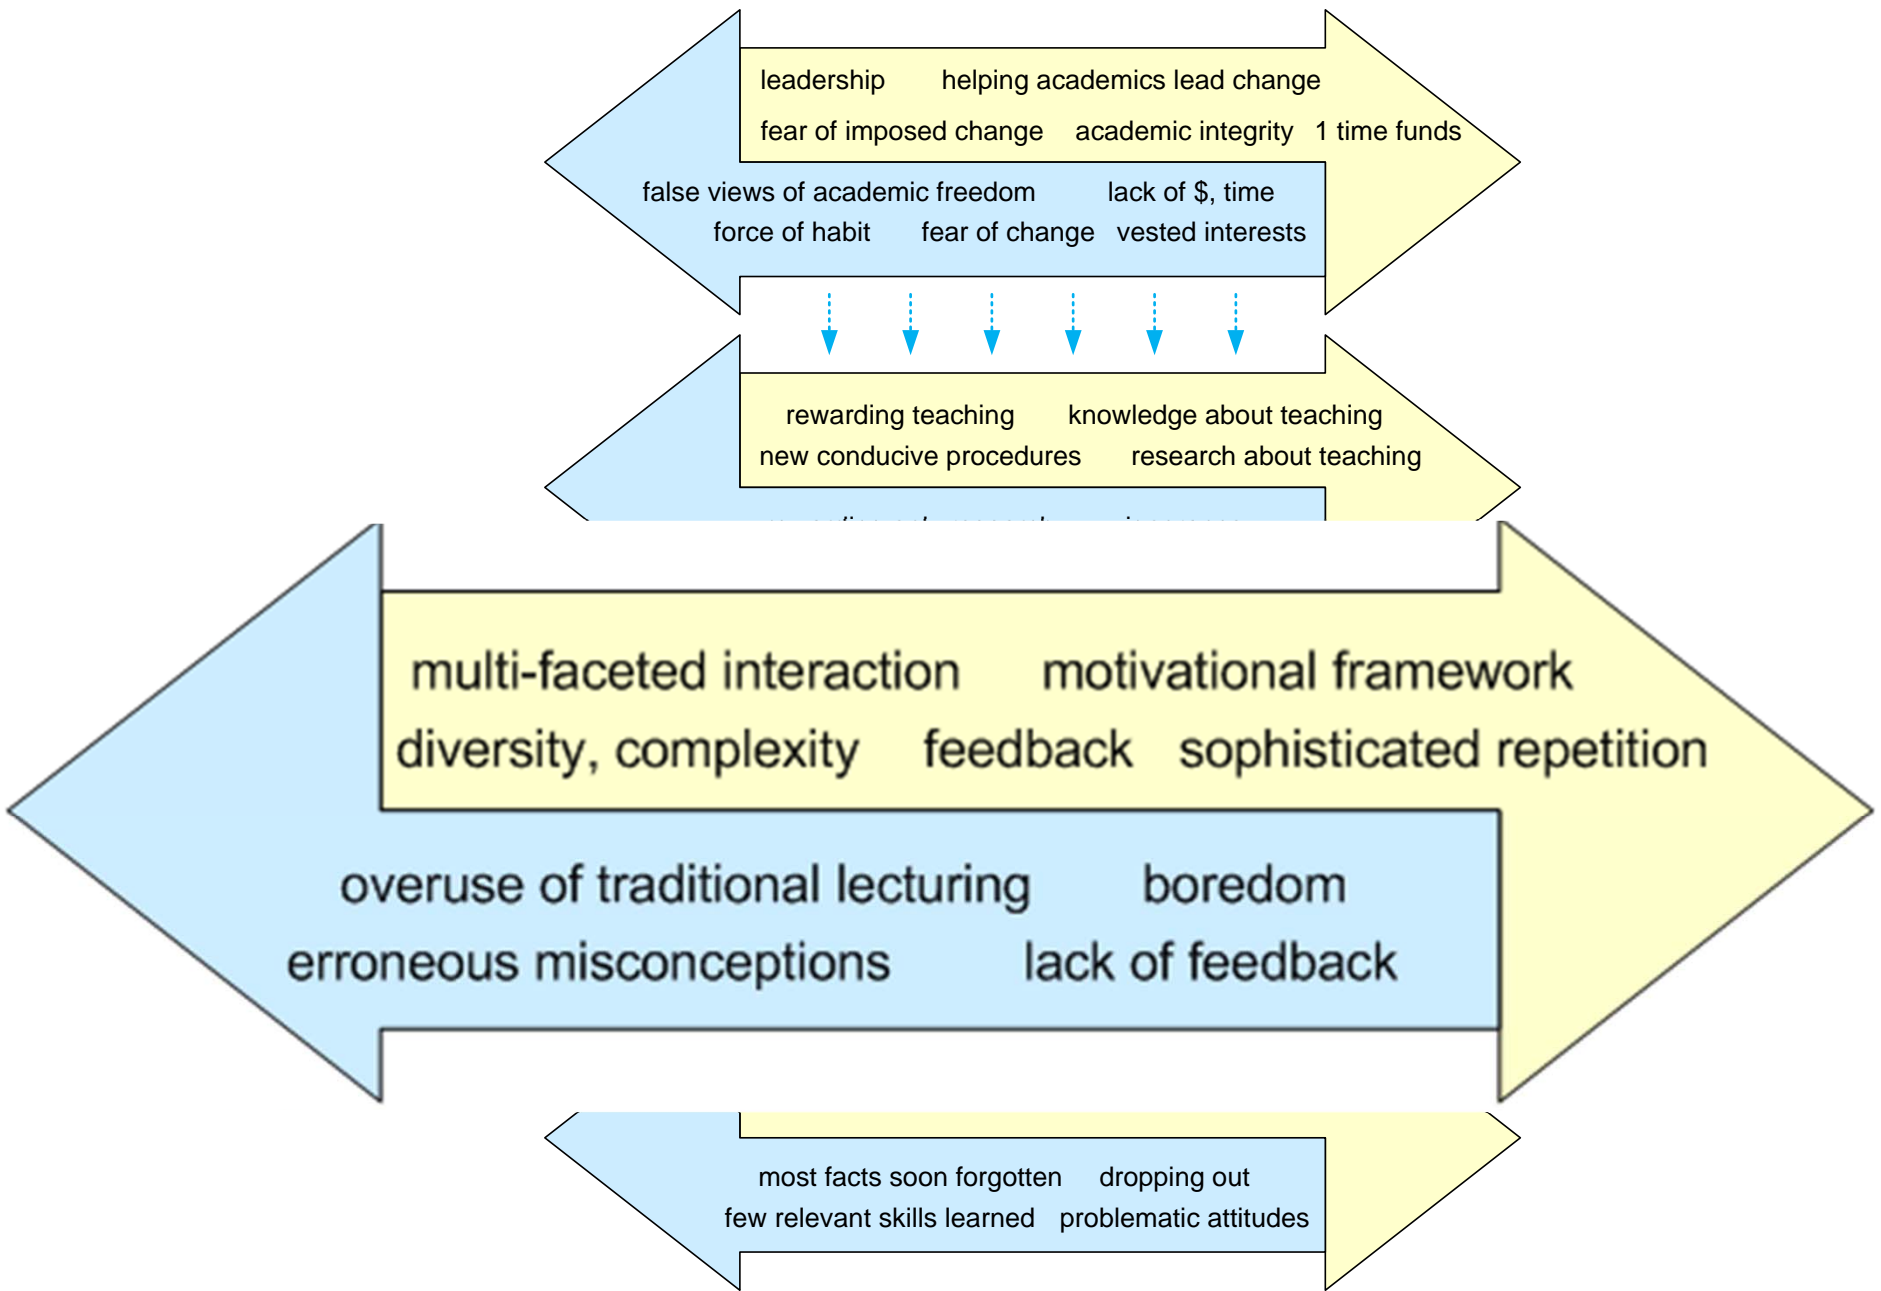 leadership helping academics lead change
fear of imposed change academic integrity 1 time funds
false views of academic freedom lack of $, time
force of habit fear of change vested interests
rewarding teaching knowledge about teaching
new conducive procedures research about teaching
multi-faceted interaction motivational framework
diversity, complexity feedback sophisticated repetition
overuse of traditional lecturing boredom
erroneous misconceptions lack of feedback
most facts soon forgotten dropping out
few relevant skills learned problematic attitudes